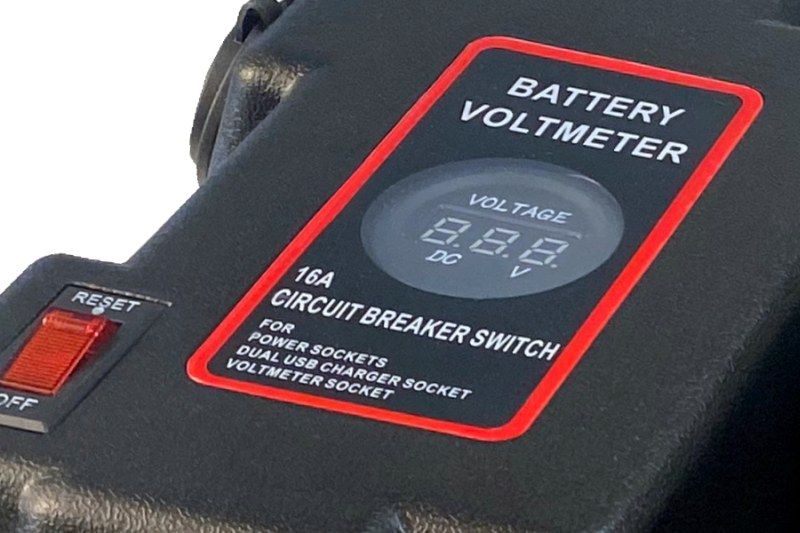 BATTERY
VOLTMETER
VOLTAGE
8.8.8.
DC V
16A
CIRCUIT BREAKER SWITCH
FOR
POWER SOCKETS
DUAL USB CHARGER SOCKET
VOLTMETER SOCKET
RESET
OFF